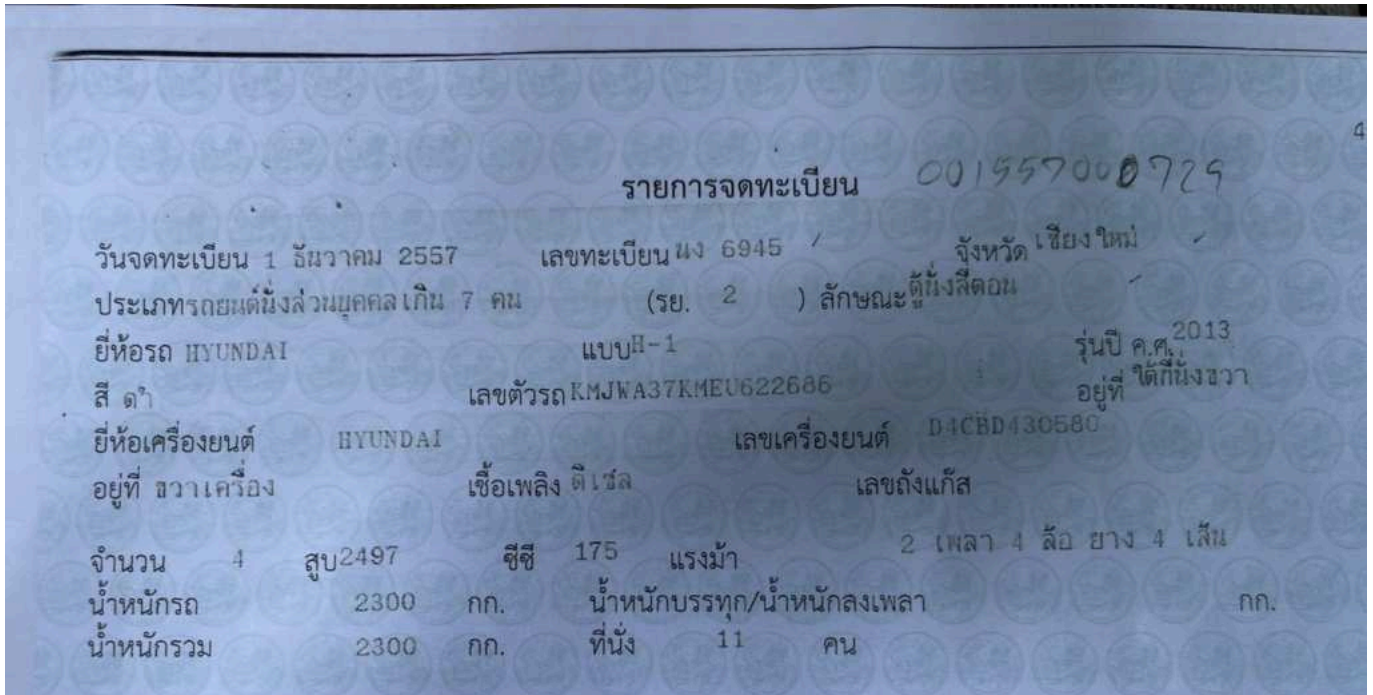 4
รายการจดทะเบียน 001557000729
วันจดทะเบียน 1 ธันวาคม 2557 เลขทะเบียน นง 6945 / จังหวัด เชียงใหม่
ประเภทรถยนต์นั่งส่วนบุคคลเกิน 7 คน (รย. 2 ) ลักษณะ ตู้นั่งสี่ตอน
ยี่ห้อรถ HYUNDAI แบบ H-1 รุ่นปี ค.ศ. 2013
สี ดำ เลขตัวรถ KMJWA37KMEU622686 อยู่ที่ ใต้ที่นั่งขวา
ยี่ห้อเครื่องยนต์ HYUNDAI เลขเครื่องยนต์ D4CBD430580
อยู่ที่ ขวาเครื่อง เชื้อเพลิง ดีเซล เลขถังแก๊ส
จำนวน 4 สูบ 2497 ซีซี 175 แรงม้า 2 เพลา 4 ล้อ ยาง 4 เส้น
น้ำหนักรถ 2300 กก. น้ำหนักบรรทุก/น้ำหนักลงเพลา กก.
น้ำหนักรวม 2300 กก. ที่นั่ง 11 คน